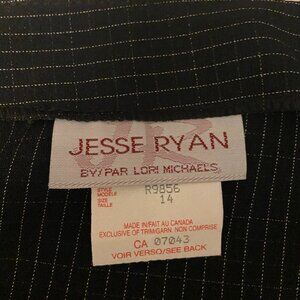 JESSE RYAN
BY/PAR LORI MICHAELS
STYLE
MODELE R9856
SIZE 14
TAILLE
MADE IN/FAIT AU CANADA
EXCLUSIVE OF TRIM/GARN. NON COMPRISE
CA 07043
VOIR VERSO/SEE BACK